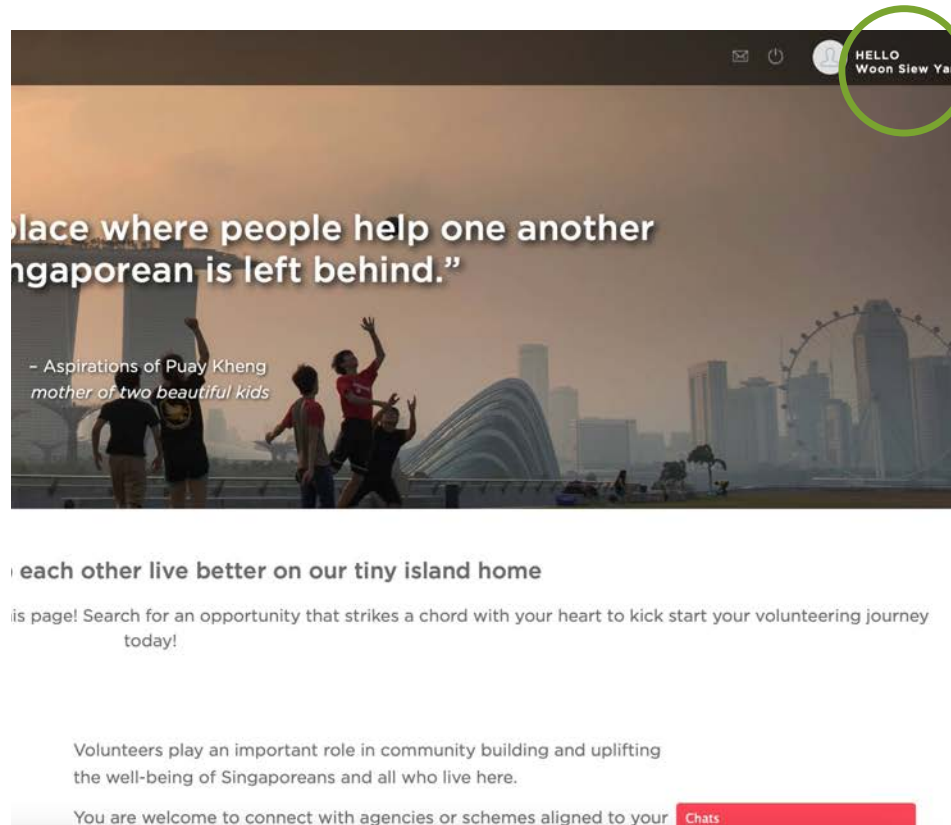 HELLO
Woon Siew Ya
place where people help one another
ngaporean is left behind.”
– Aspirations of Puay Kheng
mother of two beautiful kids
each other live better on our tiny island home
is page! Search for an opportunity that strikes a chord with your heart to kick start your volunteering journey
today!
Volunteers play an important role in community building and uplifting
the well-being of Singaporeans and all who live here.
You are welcome to connect with agencies or schemes aligned to your
Chats